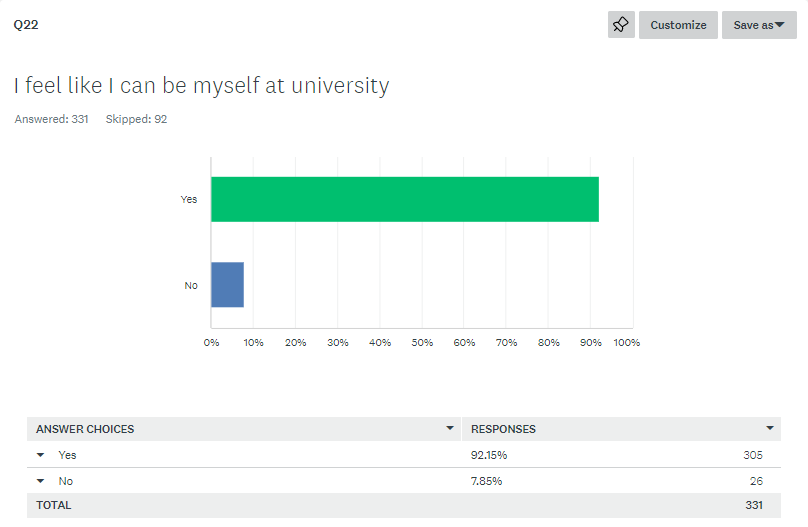 Q22
Customize
Save as
I feel like I can be myself at university
Answered: 331 Skipped: 92
Yes
No
0% 10% 20% 30% 40% 50% 60% 70% 80% 90% 100%
ANSWER CHOICES RESPONSES
Yes 92.15% 305
No 7.85% 26
TOTAL 331